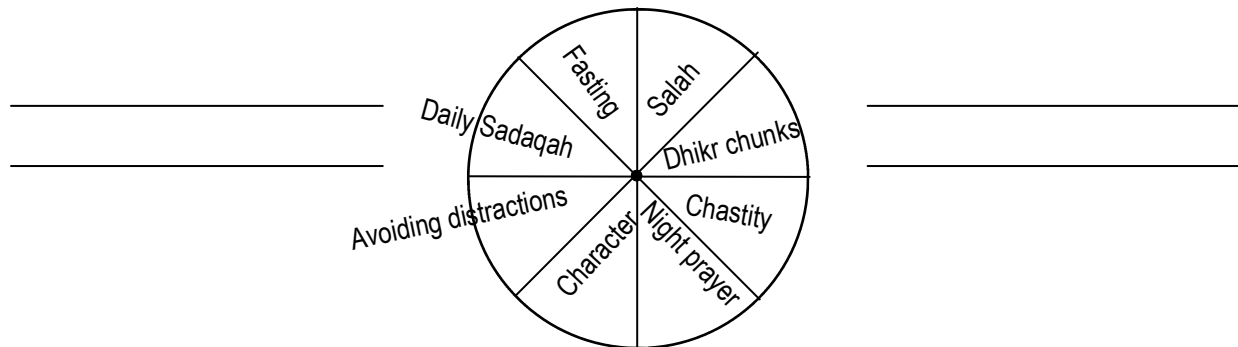 Fasting
Salah
Daily Sadaqah
Dhikr chunks
Avoiding distractions
Chastity
Character
Night prayer